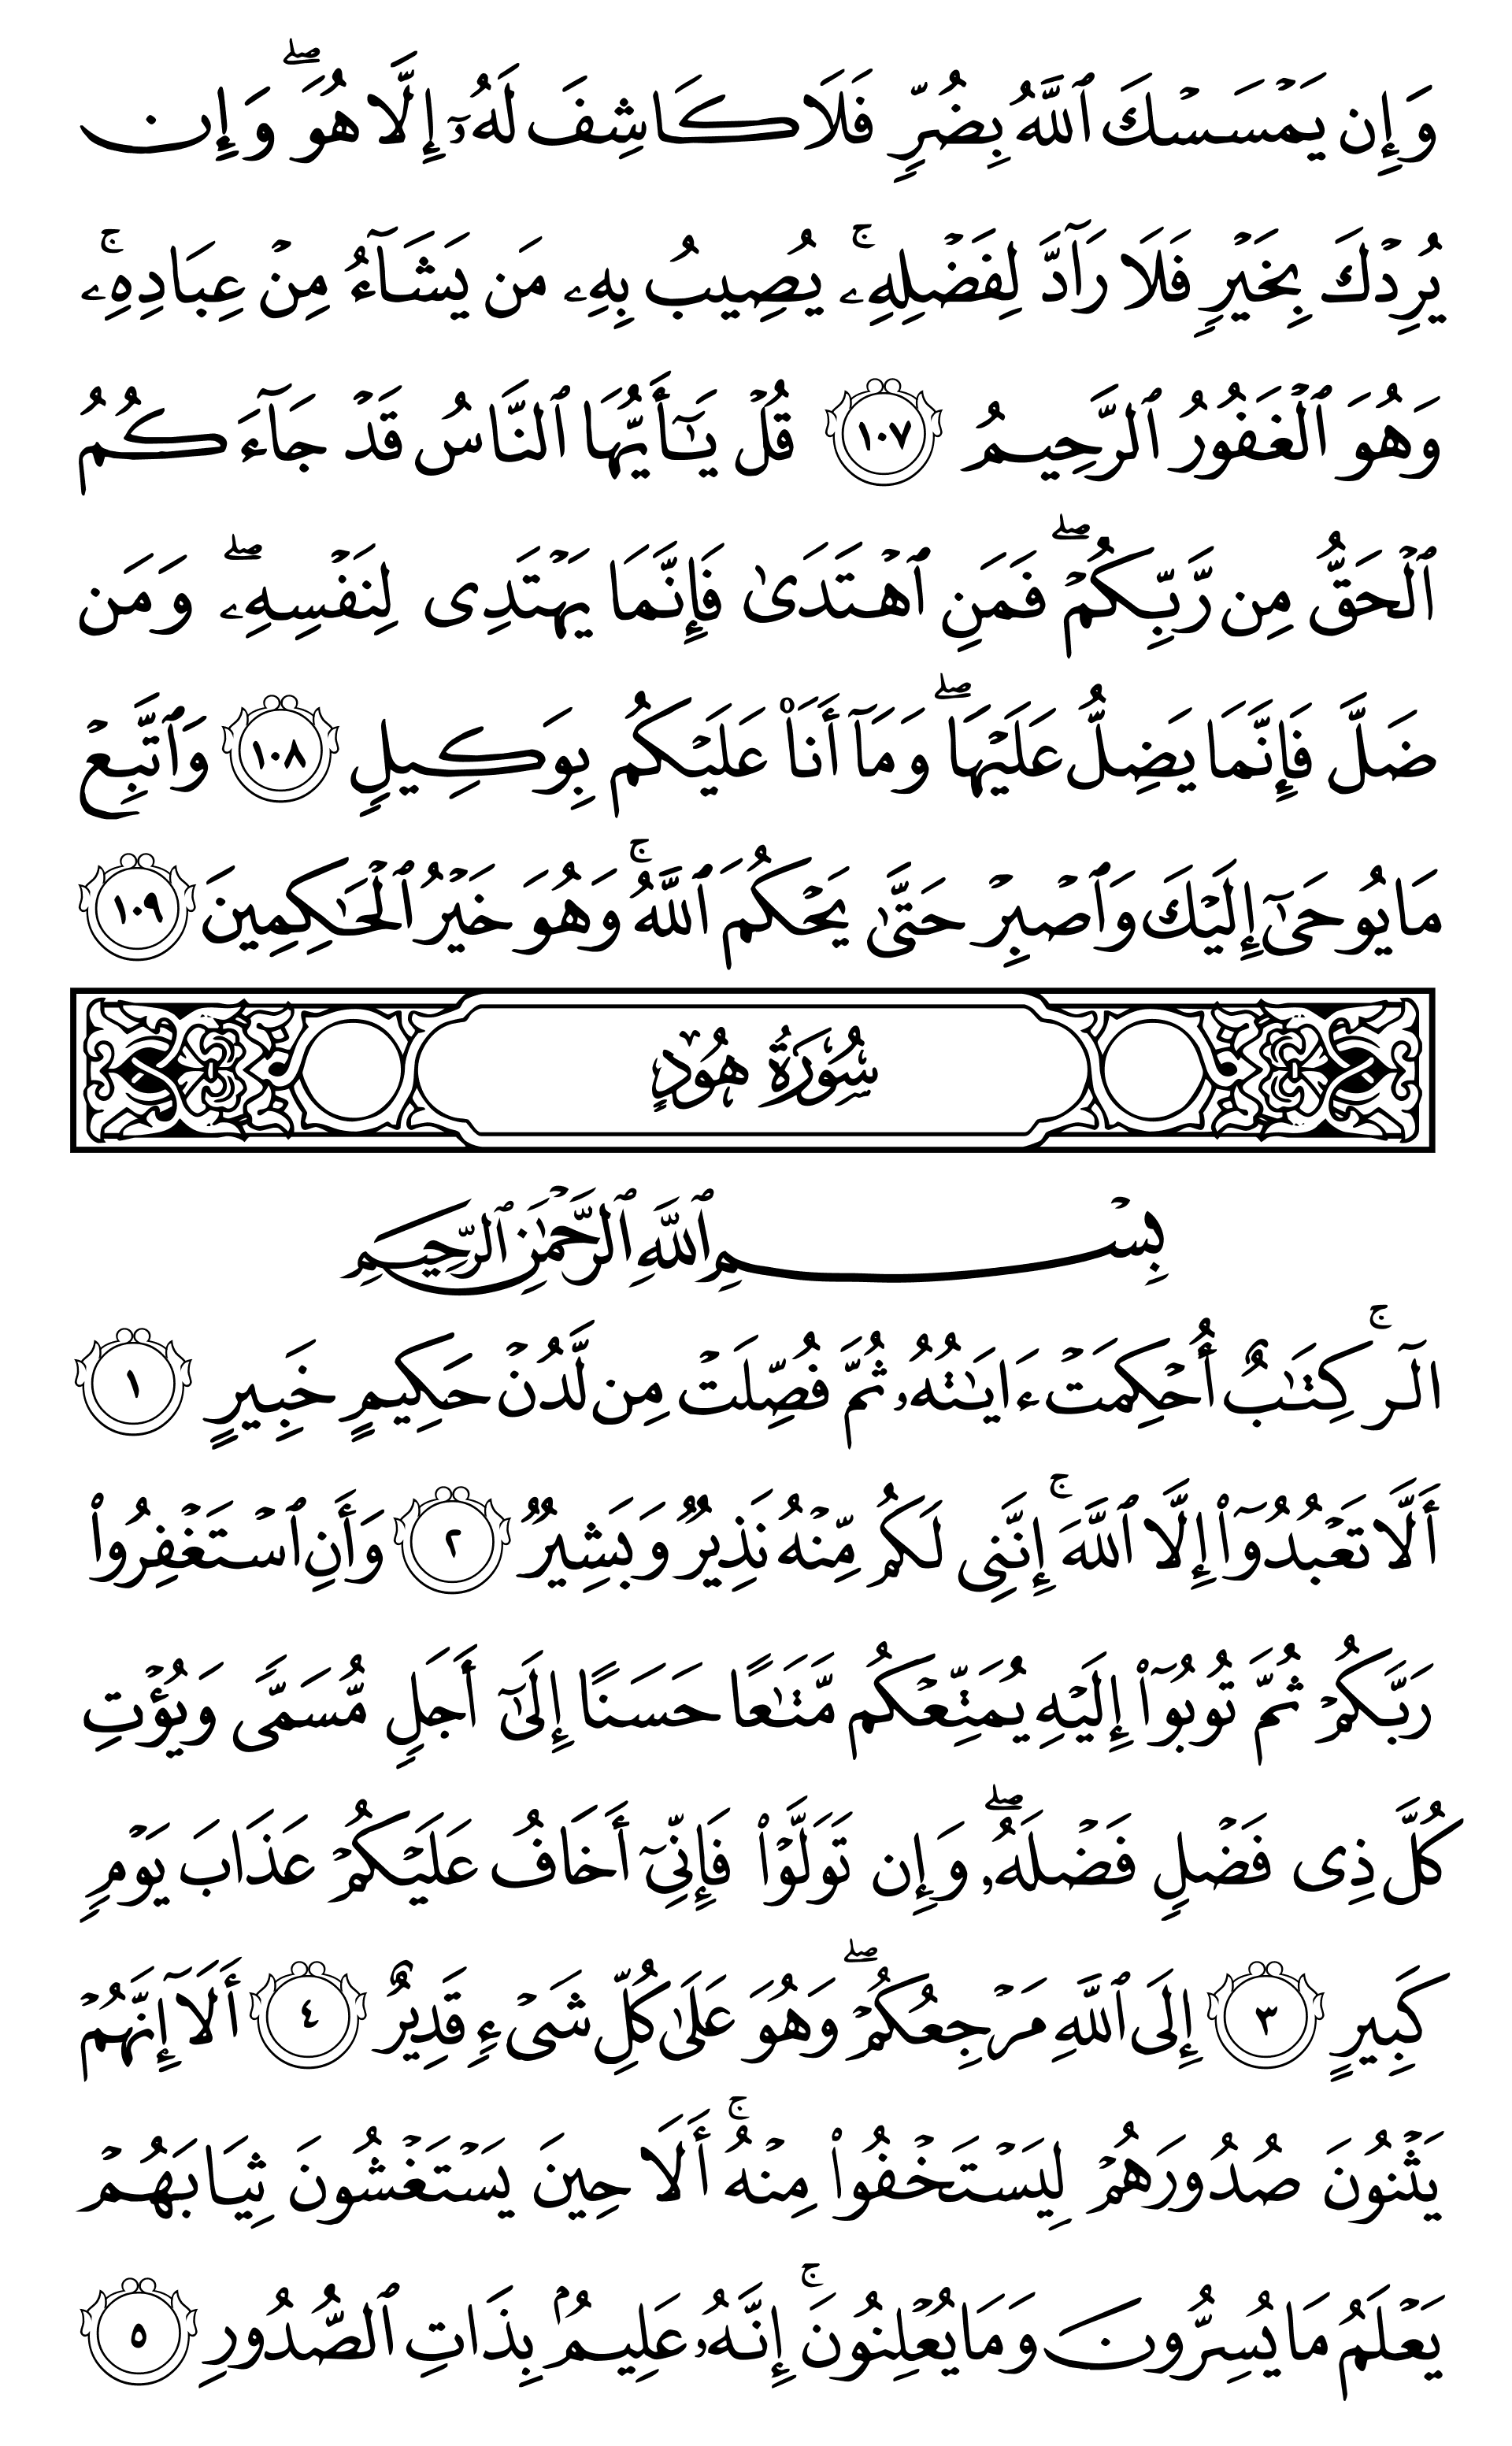 وَإِن يَمۡسَسۡكَ ٱللَّهُ بِضُرّٖ فَلَا كَاشِفَ لَهُۥٓ إِلَّا هُوَۖ وَإِن
يُرِدۡكَ بِخَيۡرٖ فَلَا رَآدَّ لِفَضۡلِهِۦۚ يُصِيبُ بِهِۦ مَن يَشَآءُ مِنۡ عِبَادِهِۦۚ
وَهُوَ ٱلۡغَفُورُ ٱلرَّحِيمُ ١٠٧ قُلۡ يَٰٓأَيُّهَا ٱلنَّاسُ قَدۡ جَآءَكُمُ
ٱلۡحَقُّ مِن رَّبِّكُمۡۖ فَمَنِ ٱهۡتَدَىٰ فَإِنَّمَا يَهۡتَدِي لِنَفۡسِهِۦۖ وَمَن
ضَلَّ فَإِنَّمَا يَضِلُّ عَلَيۡهَاۖ وَمَآ أَنَا۠ عَلَيۡكُم بِوَكِيلٖ ١٠٨ وَٱتَّبِعۡ
مَا يُوحَىٰٓ إِلَيۡكَ وَٱصۡبِرۡ حَتَّىٰ يَحۡكُمَ ٱللَّهُۚ وَهُوَ خَيۡرُ ٱلۡحَٰكِمِينَ ١٠٩
سُورَةُ هُودٍ
بِسۡمِ ٱللَّهِ ٱلرَّحۡمَٰنِ ٱلرَّحِيمِ
الٓرۚ كِتَٰبٌ أُحۡكِمَتۡ ءَايَٰتُهُۥ ثُمَّ فُصِّلَتۡ مِن لَّدُنۡ حَكِيمٍ خَبِيرٍ ١
أَلَّا تَعۡبُدُوٓاْ إِلَّا ٱللَّهَۚ إِنَّنِي لَكُم مِّنۡهُ نَذِيرٞ وَبَشِيرٞ ٢ وَأَنِ ٱسۡتَغۡفِرُواْ
رَبَّكُمۡ ثُمَّ تُوبُوٓاْ إِلَيۡهِ يُمَتِّعۡكُم مَّتَٰعًا حَسَنًا إِلَىٰٓ أَجَلٖ مُّسَمّٗى وَيُؤۡتِ
كُلَّ ذِي فَضۡلٖ فَضۡلَهُۥۖ وَإِن تَوَلَّوۡاْ فَإِنِّيٓ أَخَافُ عَلَيۡكُمۡ عَذَابَ يَوۡمٖ
كَبِيرٍ ٣ إِلَى ٱللَّهِ مَرۡجِعُكُمۡۖ وَهُوَ عَلَىٰ كُلِّ شَيۡءٖ قَدِيرٌ ٤ أَلَآ إِنَّهُمۡ
يَثۡنُونَ صُدُورَهُمۡ لِيَسۡتَخۡفُواْ مِنۡهُۚ أَلَا حِينَ يَسۡتَغۡشُونَ ثِيَابَهُمۡ
يَعۡلَمُ مَا يُسِرُّونَ وَمَا يُعۡلِنُونَۚ إِنَّهُۥ عَلِيمُۢ بِذَاتِ ٱلصُّدُورِ ٥